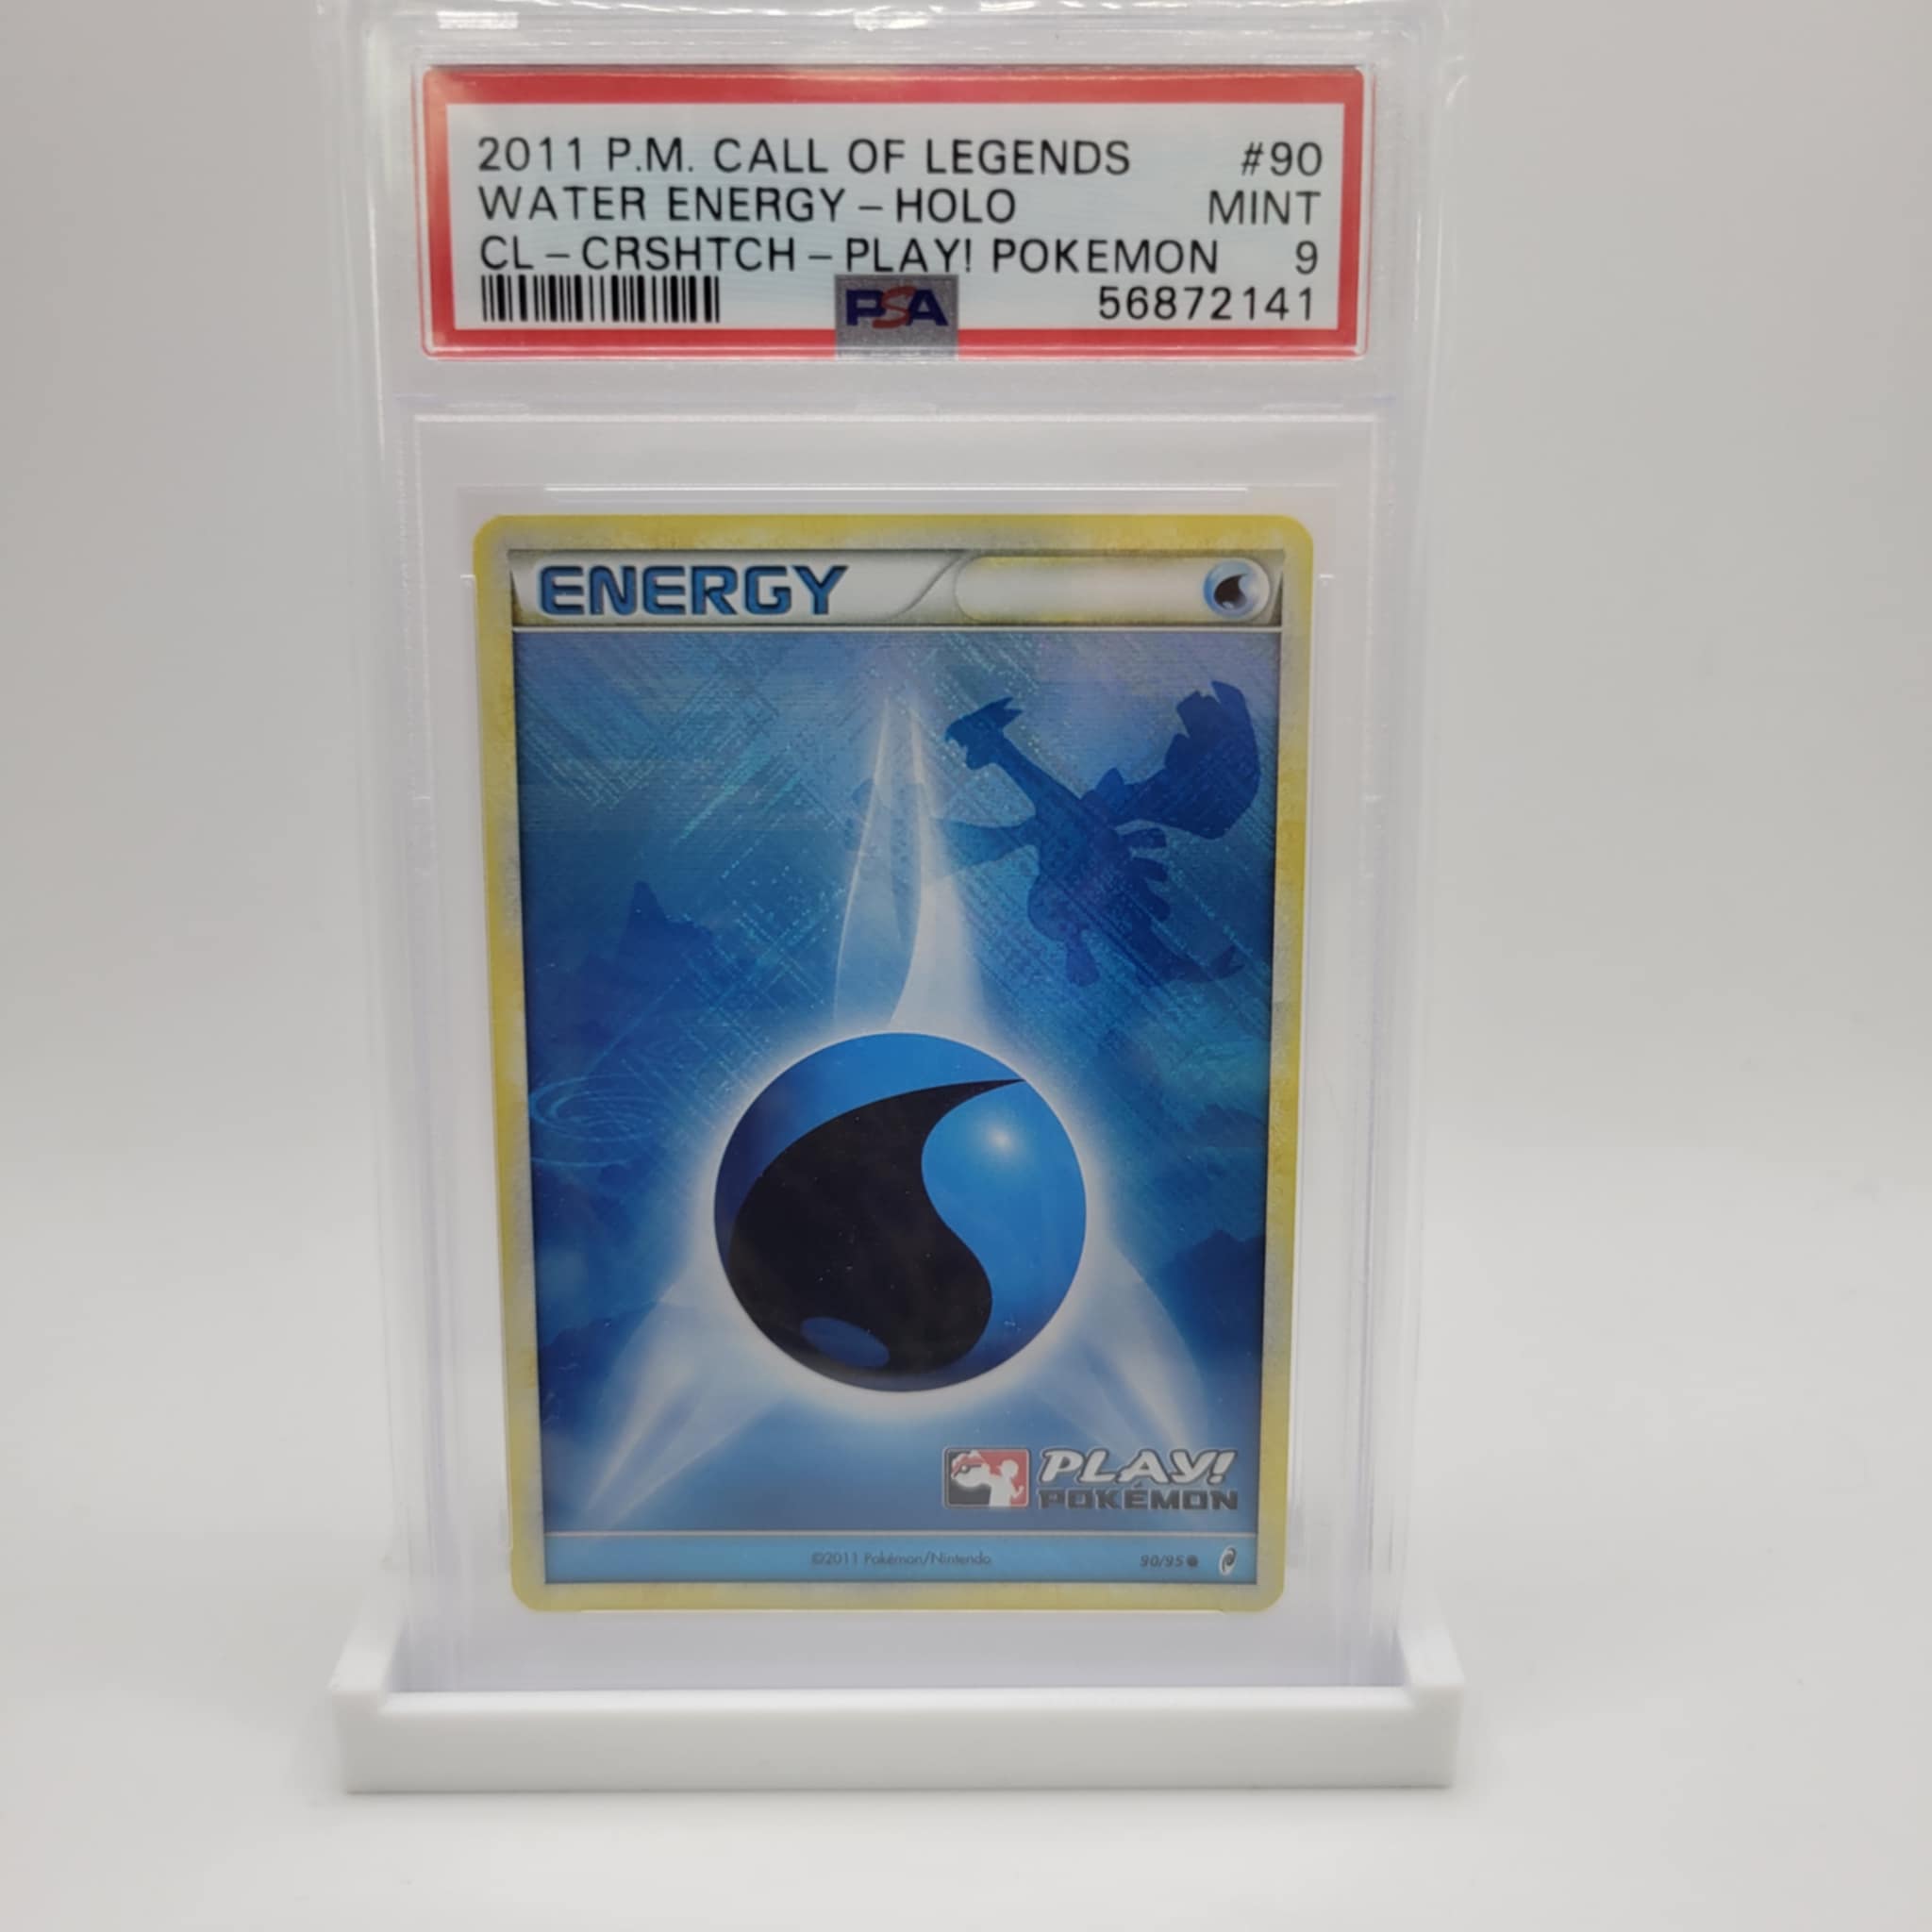 2011 P.M. CALL OF LEGENDS #90
WATER ENERGY – HOLO MINT
CL – CRSHTCH – PLAY! POKEMON 9
PSA 56872141
ENERGY
PLAY!
POKÉMON
©2011 Pokémon/Nintendo 90/95